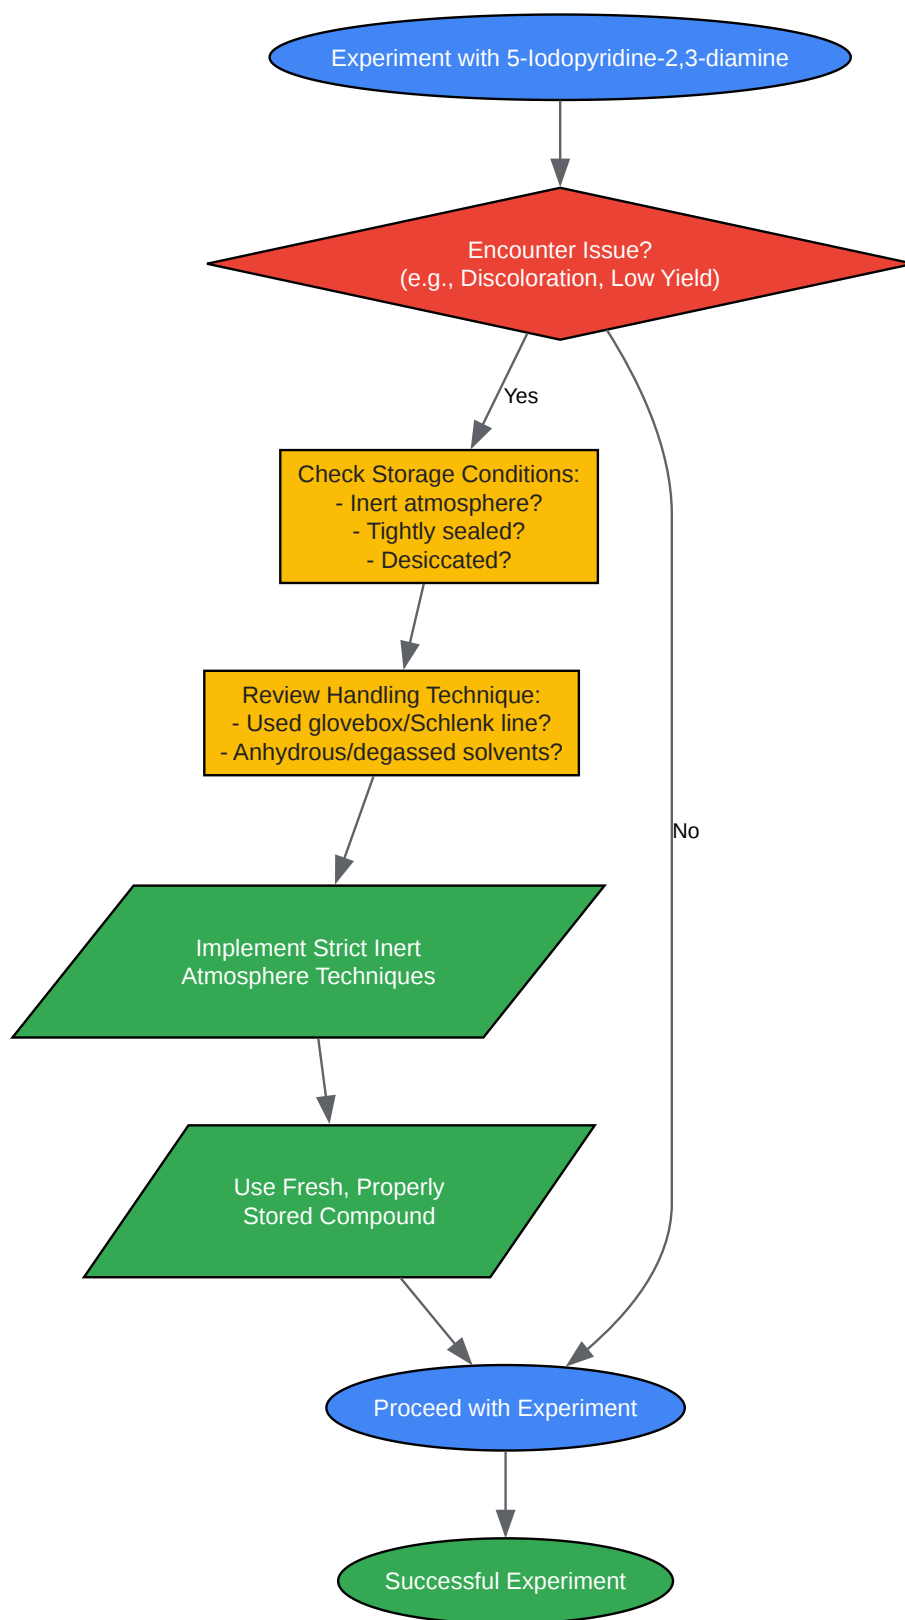 Experiment with 5-Iodopyridine-2,3-diamine
Encounter Issue?
(e.g., Discoloration, Low Yield)
Yes
Check Storage Conditions:
- Inert atmosphere?
- Tightly sealed?
- Desiccated?
Review Handling Technique:
- Used glovebox/Schlenk line?
- Anhydrous/degassed solvents?
No
Implement Strict Inert
Atmosphere Techniques
Use Fresh, Properly
Stored Compound
Proceed with Experiment
Successful Experiment